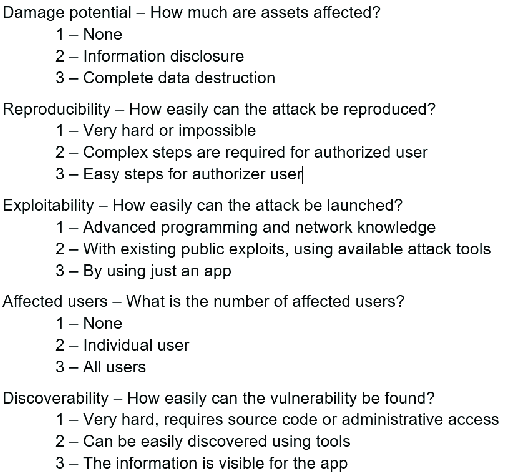 Damage potential – How much are assets affected?
1 – None
2 – Information disclosure
3 – Complete data destruction
Reproducibility – How easily can the attack be reproduced?
1 – Very hard or impossible
2 – Complex steps are required for authorized user
3 – Easy steps for authorizer user
Exploitability – How easily can the attack be launched?
1 – Advanced programming and network knowledge
2 – With existing public exploits, using available attack tools
3 – By using just an app
Affected users – What is the number of affected users?
1 – None
2 – Individual user
3 – All users
Discoverability – How easily can the vulnerability be found?
1 – Very hard, requires source code or administrative access
2 – Can be easily discovered using tools
3 – The information is visible for the app